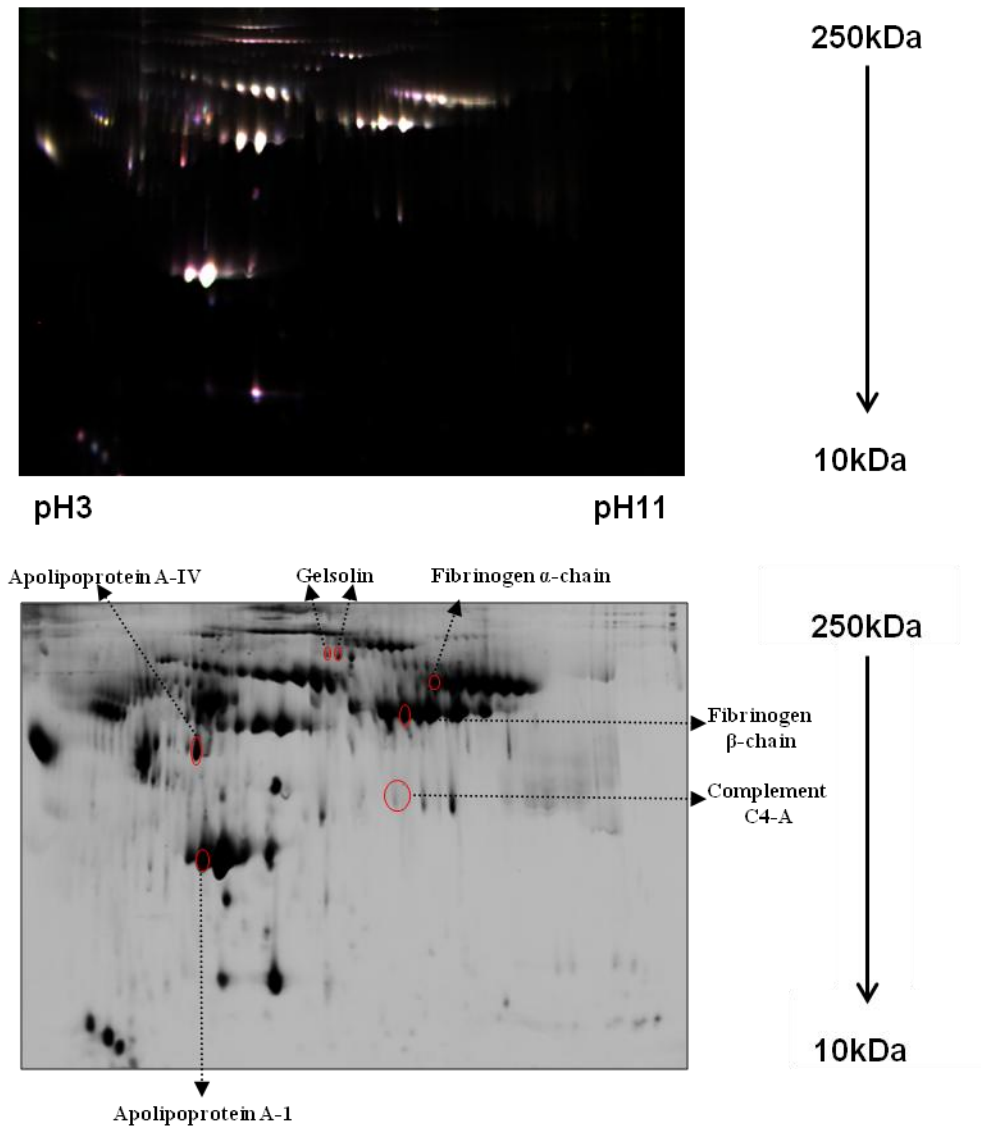 250kDa
10kDa
pH3
pH11
Apolipoprotein A-IV
Gelsolin
Fibrinogen α-chain
250kDa
Fibrinogen
β-chain
Complement
C4-A
10kDa
Apolipoprotein A-1